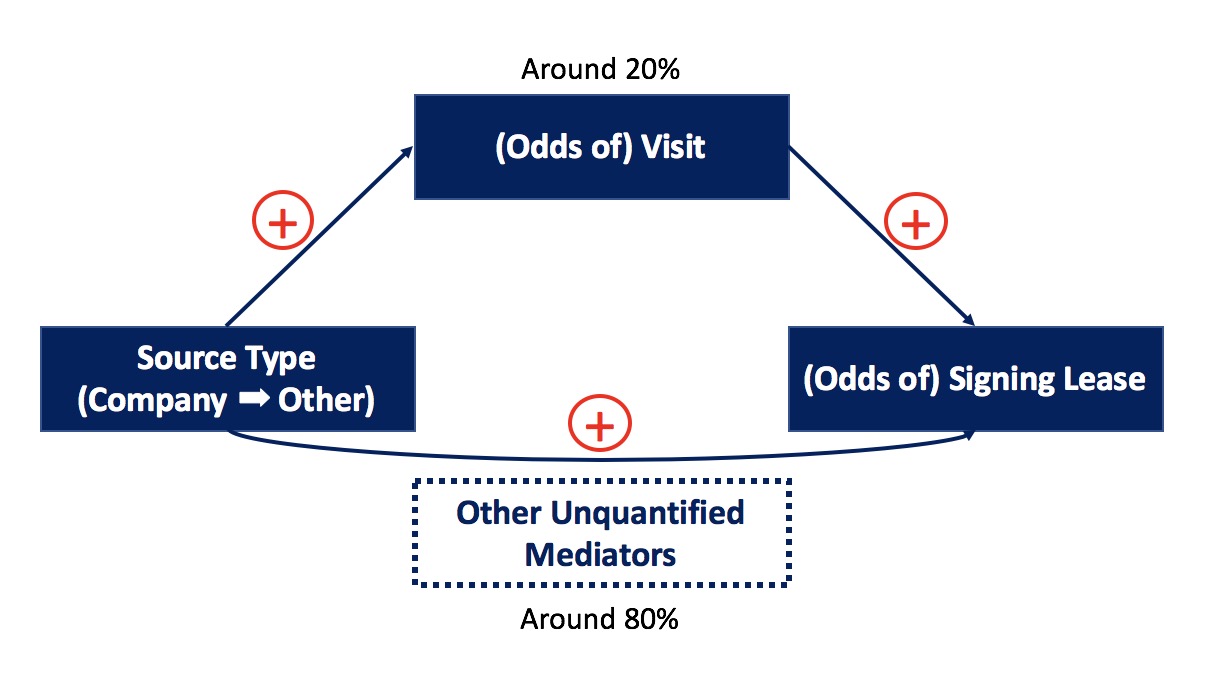 Around 20%
(Odds of) Visit
+
+
Source Type
(Company ➡ Other)
(Odds of) Signing Lease
+
Other Unquantified
Mediators
Around 80%